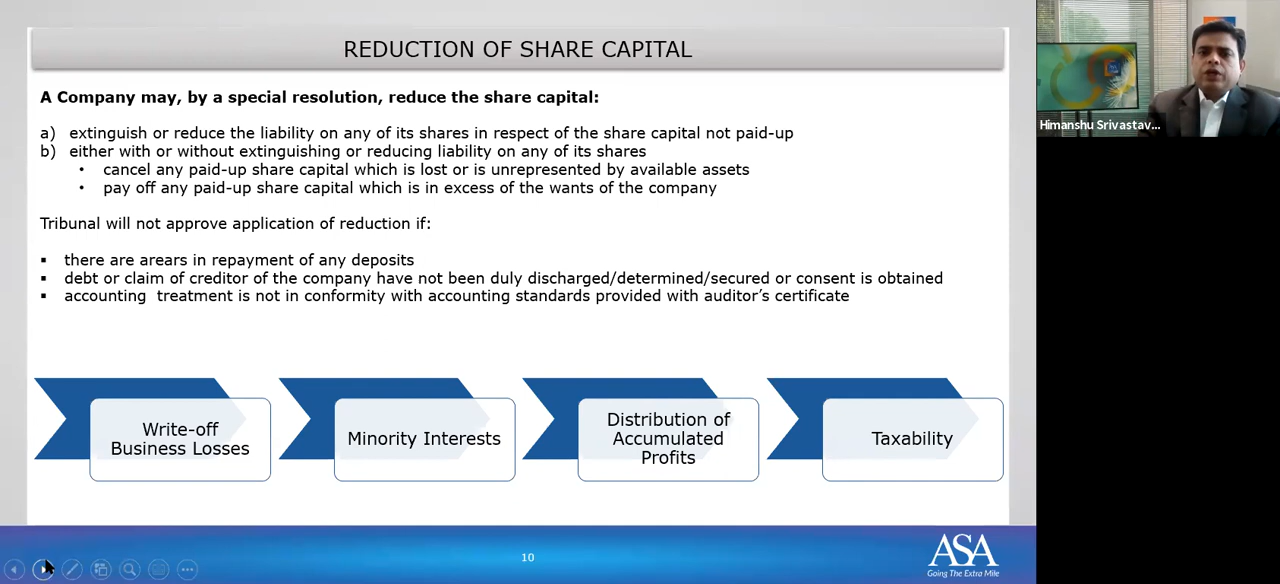 REDUCTION OF SHARE CAPITAL
A Company may, by a special resolution, reduce the share capital:
a) extinguish or reduce the liability on any of its shares in respect of the share capital not paid-up
b) either with or without extinguishing or reducing liability on any of its shares
• cancel any paid-up share capital which is lost or is unrepresented by available assets
• pay off any paid-up share capital which is in excess of the wants of the company
Tribunal will not approve application of reduction if:
▪ there are arears in repayment of any deposits
▪ debt or claim of creditor of the company have not been duly discharged/determined/secured or consent is obtained
▪ accounting treatment is not in conformity with accounting standards provided with auditor's certificate
Write-off
Business Losses
Minority Interests
Distribution of
Accumulated
Profits
Taxability
10
ASA
Going The Extra Mile
Himanshu Srivastav...